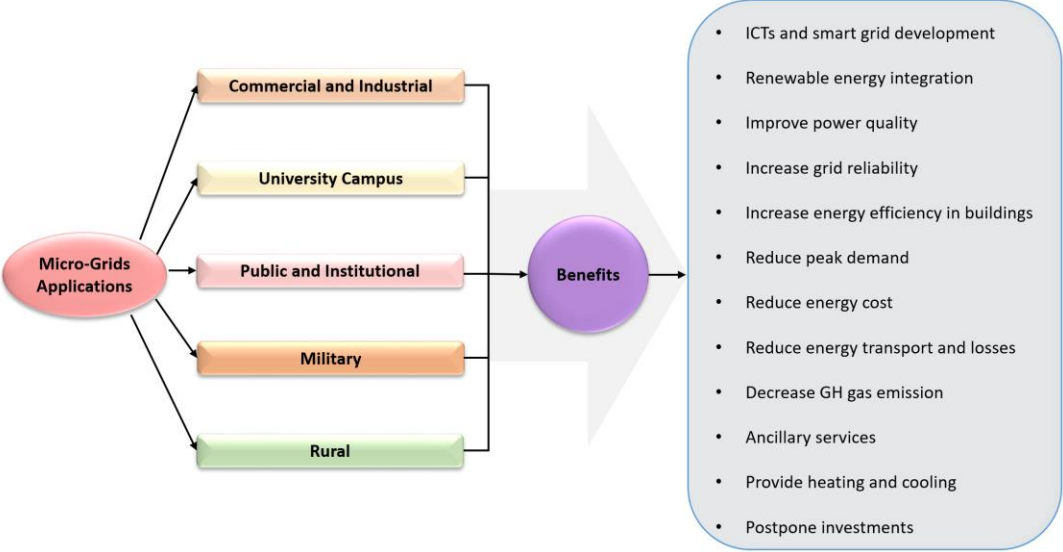 Micro-Grids
Applications
Commercial and Industrial
University Campus
Public and Institutional
Military
Rural
Benefits
• ICTs and smart grid development
• Renewable energy integration
• Improve power quality
• Increase grid reliability
• Increase energy efficiency in buildings
• Reduce peak demand
• Reduce energy cost
• Reduce energy transport and losses
• Decrease GH gas emission
• Ancillary services
• Provide heating and cooling
• Postpone investments